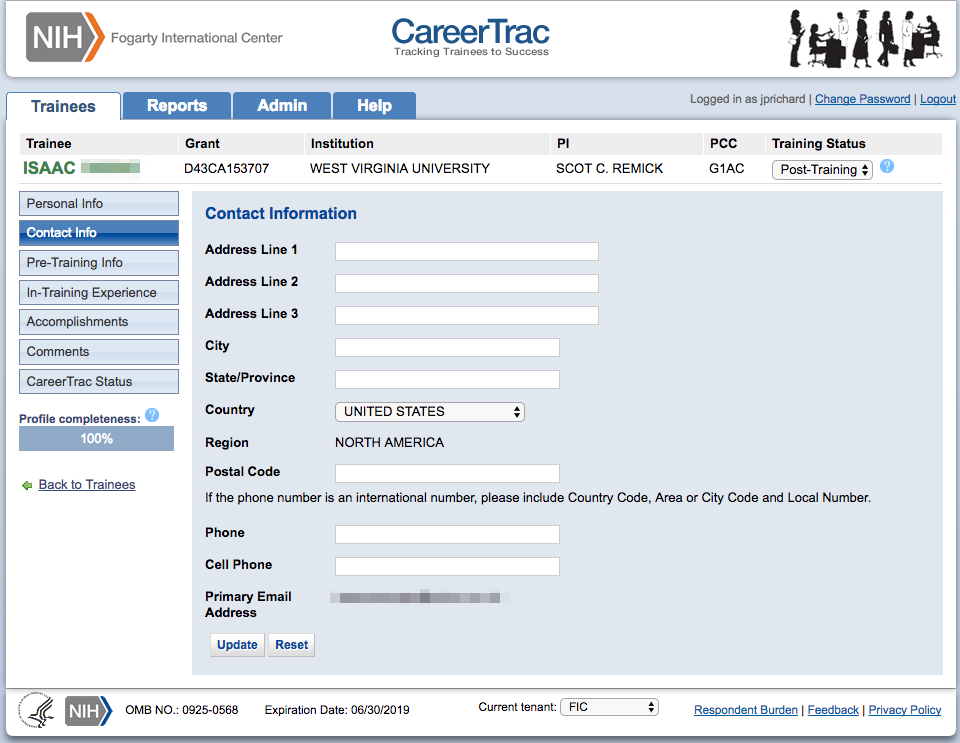 NIH Fogarty International Center
CareerTrac
Tracking Trainees to Success
Trainees Reports Admin Help
Logged in as jprichard | Change Password | Logout
Trainee Grant Institution PI PCC Training Status
ISAAC D43CA153707 WEST VIRGINIA UNIVERSITY SCOT C. REMICK G1AC Post-Training ?
Personal Info
Contact Info
Pre-Training Info
In-Training Experience
Accomplishments
Comments
CareerTrac Status
Profile completeness: ?
100%
Back to Trainees
Contact Information
Address Line 1
Address Line 2
Address Line 3
City
State/Province
Country UNITED STATES
Region NORTH AMERICA
Postal Code
If the phone number is an international number, please include Country Code, Area or City Code and Local Number.
Phone
Cell Phone
Primary Email
Address
Update Reset
NIH OMB NO.: 0925-0568 Expiration Date: 06/30/2019 Current tenant: FIC Respondent Burden | Feedback | Privacy Policy